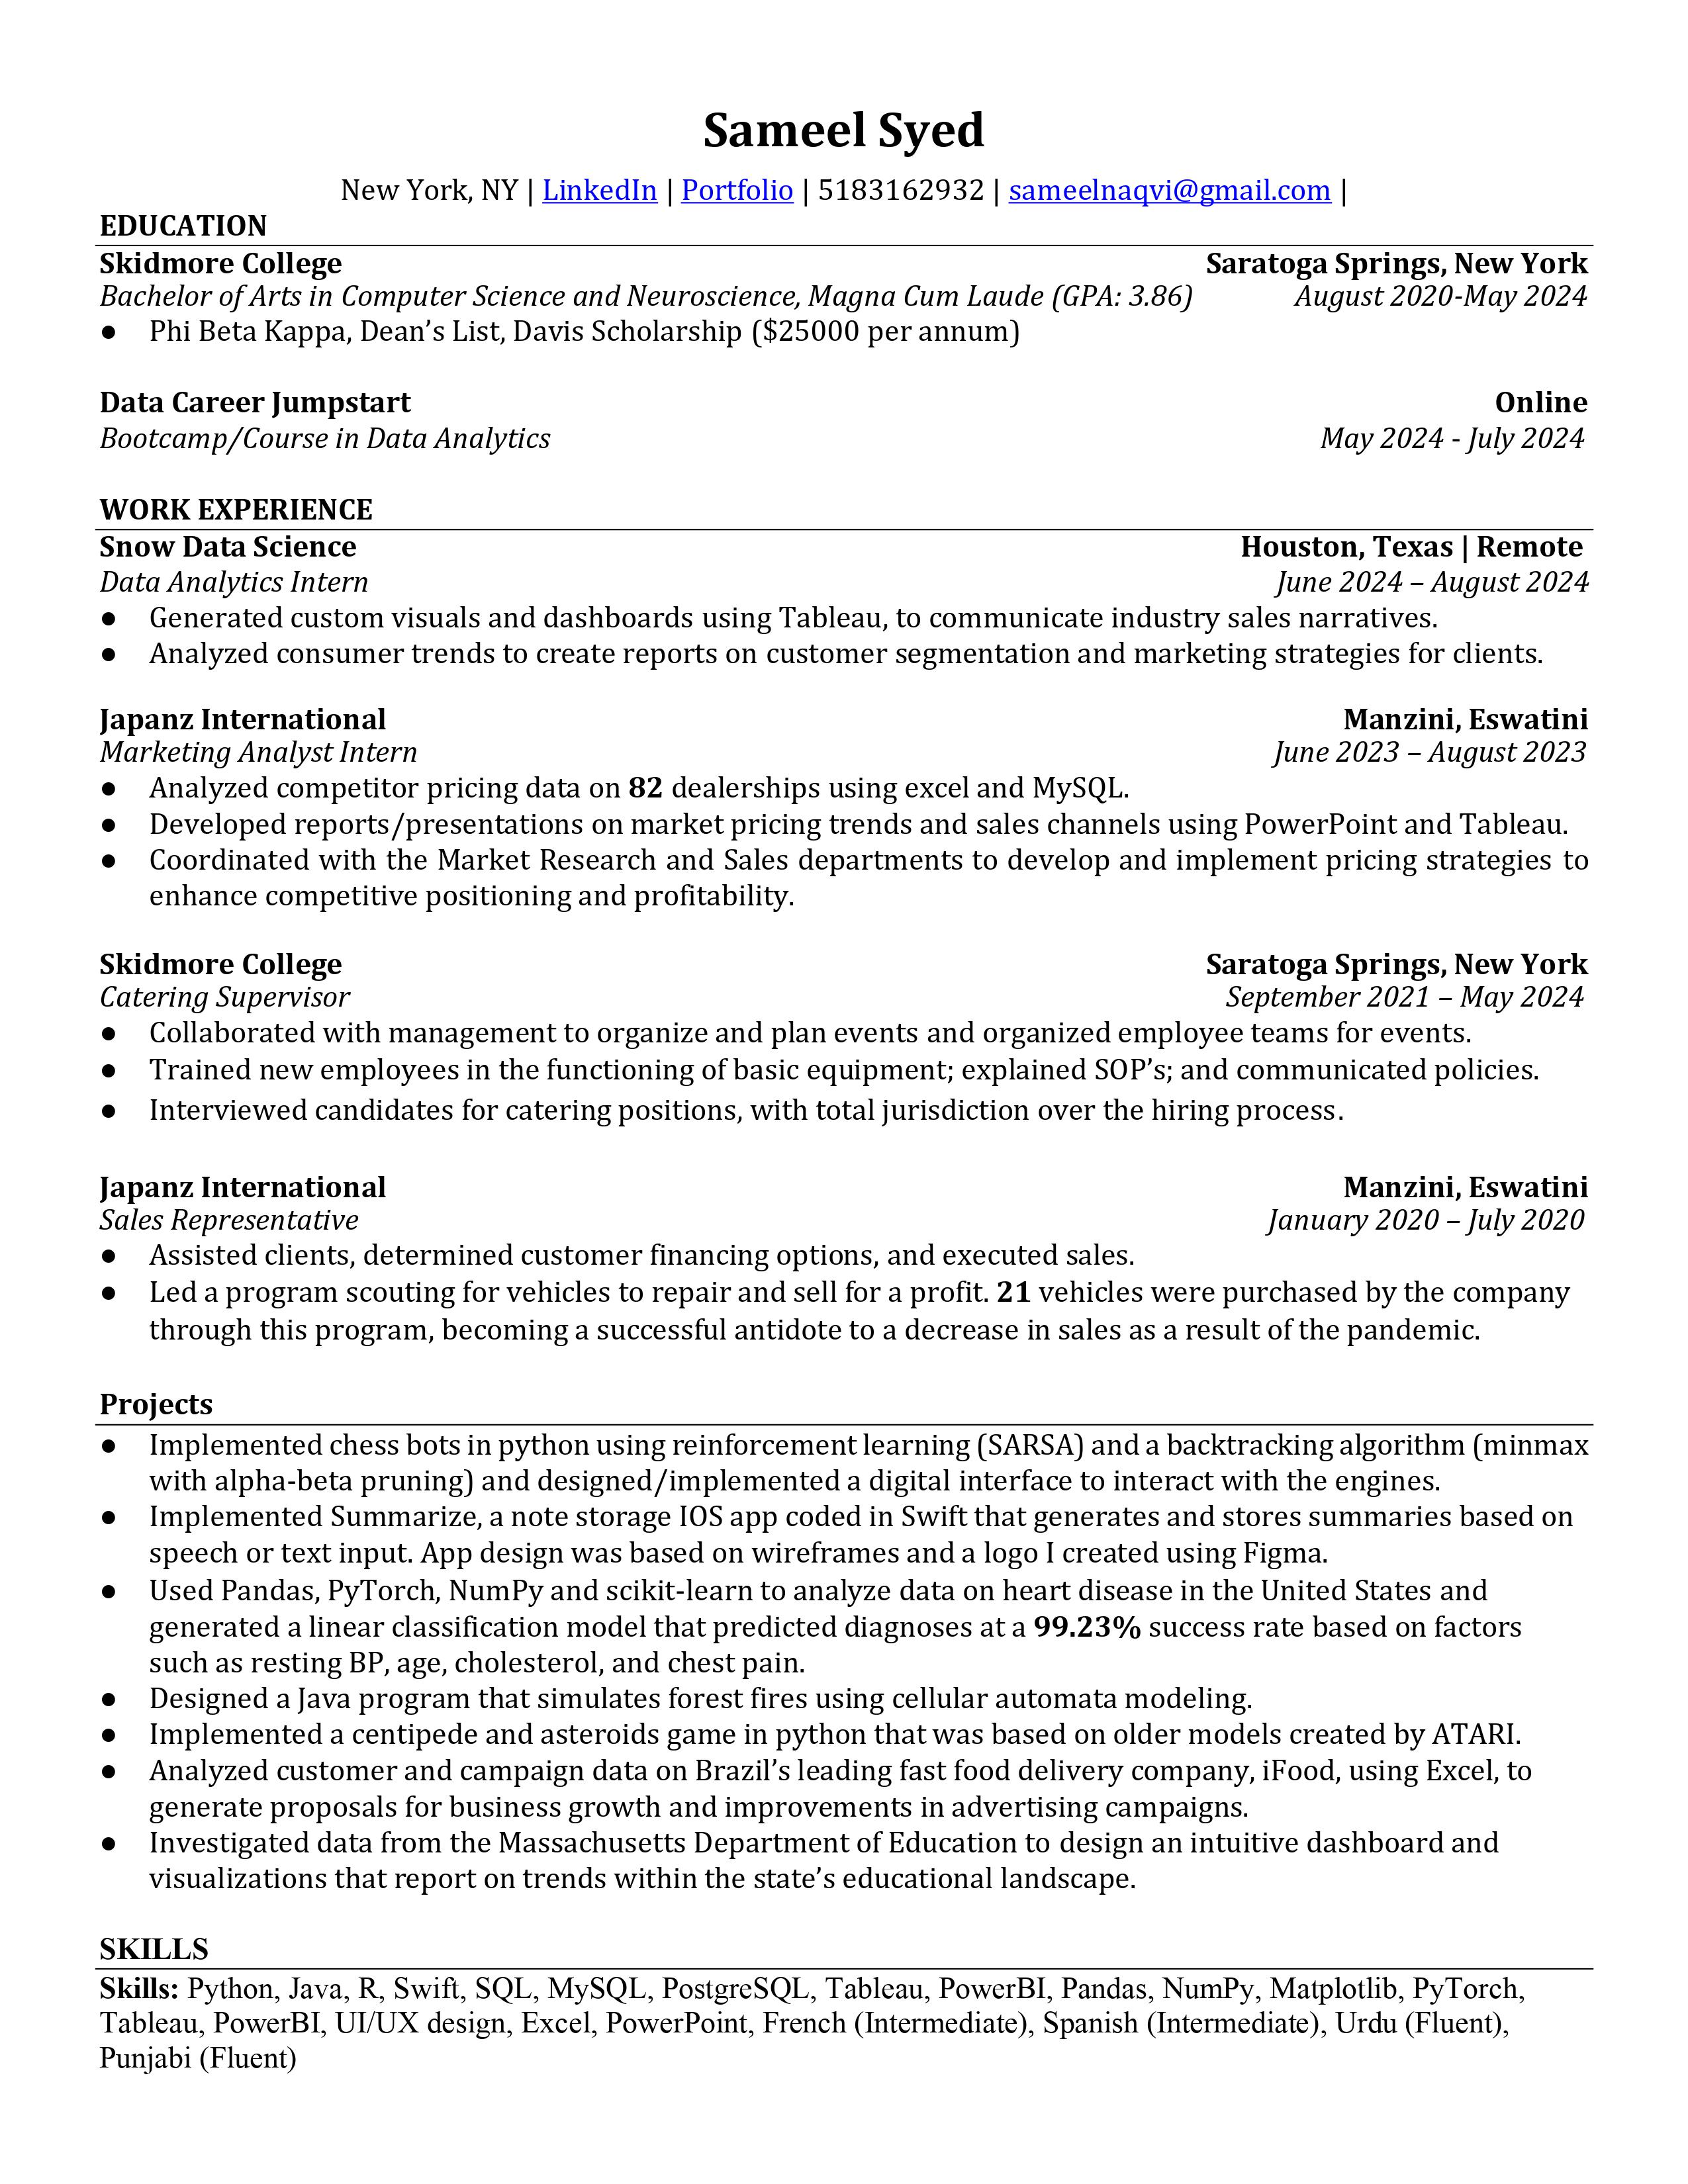 Sameel Syed
New York, NY | LinkedIn | Portfolio | 5183162932 | sameelnaqvi@gmail.com |
EDUCATION
Skidmore College Saratoga Springs, New York
Bachelor of Arts in Computer Science and Neuroscience, Magna Cum Laude (GPA: 3.86) August 2020-May 2024
● Phi Beta Kappa, Dean’s List, Davis Scholarship ($25000 per annum)
Data Career Jumpstart Online
Bootcamp/Course in Data Analytics May 2024 - July 2024
WORK EXPERIENCE
Snow Data Science Houston, Texas | Remote
Data Analytics Intern June 2024 – August 2024
● Generated custom visuals and dashboards using Tableau, to communicate industry sales narratives.
● Analyzed consumer trends to create reports on customer segmentation and marketing strategies for clients.
Japanz International Manzini, Eswatini
Marketing Analyst Intern June 2023 – August 2023
● Analyzed competitor pricing data on 82 dealerships using excel and MySQL.
● Developed reports/presentations on market pricing trends and sales channels using PowerPoint and Tableau.
● Coordinated with the Market Research and Sales departments to develop and implement pricing strategies to
enhance competitive positioning and profitability.
Skidmore College Saratoga Springs, New York
Catering Supervisor September 2021 – May 2024
● Collaborated with management to organize and plan events and organized employee teams for events.
● Trained new employees in the functioning of basic equipment; explained SOP’s; and communicated policies.
● Interviewed candidates for catering positions, with total jurisdiction over the hiring process.
Japanz International Manzini, Eswatini
Sales Representative January 2020 – July 2020
● Assisted clients, determined customer financing options, and executed sales.
● Led a program scouting for vehicles to repair and sell for a profit. 21 vehicles were purchased by the company
through this program, becoming a successful antidote to a decrease in sales as a result of the pandemic.
Projects
● Implemented chess bots in python using reinforcement learning (SARSA) and a backtracking algorithm (minmax
with alpha-beta pruning) and designed/implemented a digital interface to interact with the engines.
● Implemented Summarize, a note storage IOS app coded in Swift that generates and stores summaries based on
speech or text input. App design was based on wireframes and a logo I created using Figma.
● Used Pandas, PyTorch, NumPy and scikit-learn to analyze data on heart disease in the United States and
generated a linear classification model that predicted diagnoses at a 99.23% success rate based on factors
such as resting BP, age, cholesterol, and chest pain.
● Designed a Java program that simulates forest fires using cellular automata modeling.
● Implemented a centipede and asteroids game in python that was based on older models created by ATARI.
● Analyzed customer and campaign data on Brazil’s leading fast food delivery company, iFood, using Excel, to
generate proposals for business growth and improvements in advertising campaigns.
● Investigated data from the Massachusetts Department of Education to design an intuitive dashboard and
visualizations that report on trends within the state’s educational landscape.
SKILLS
Skills: Python, Java, R, Swift, SQL, MySQL, PostgreSQL, Tableau, PowerBI, Pandas, NumPy, Matplotlib, PyTorch,
Tableau, PowerBI, UI/UX design, Excel, PowerPoint, French (Intermediate), Spanish (Intermediate), Urdu (Fluent),
Punjabi (Fluent)